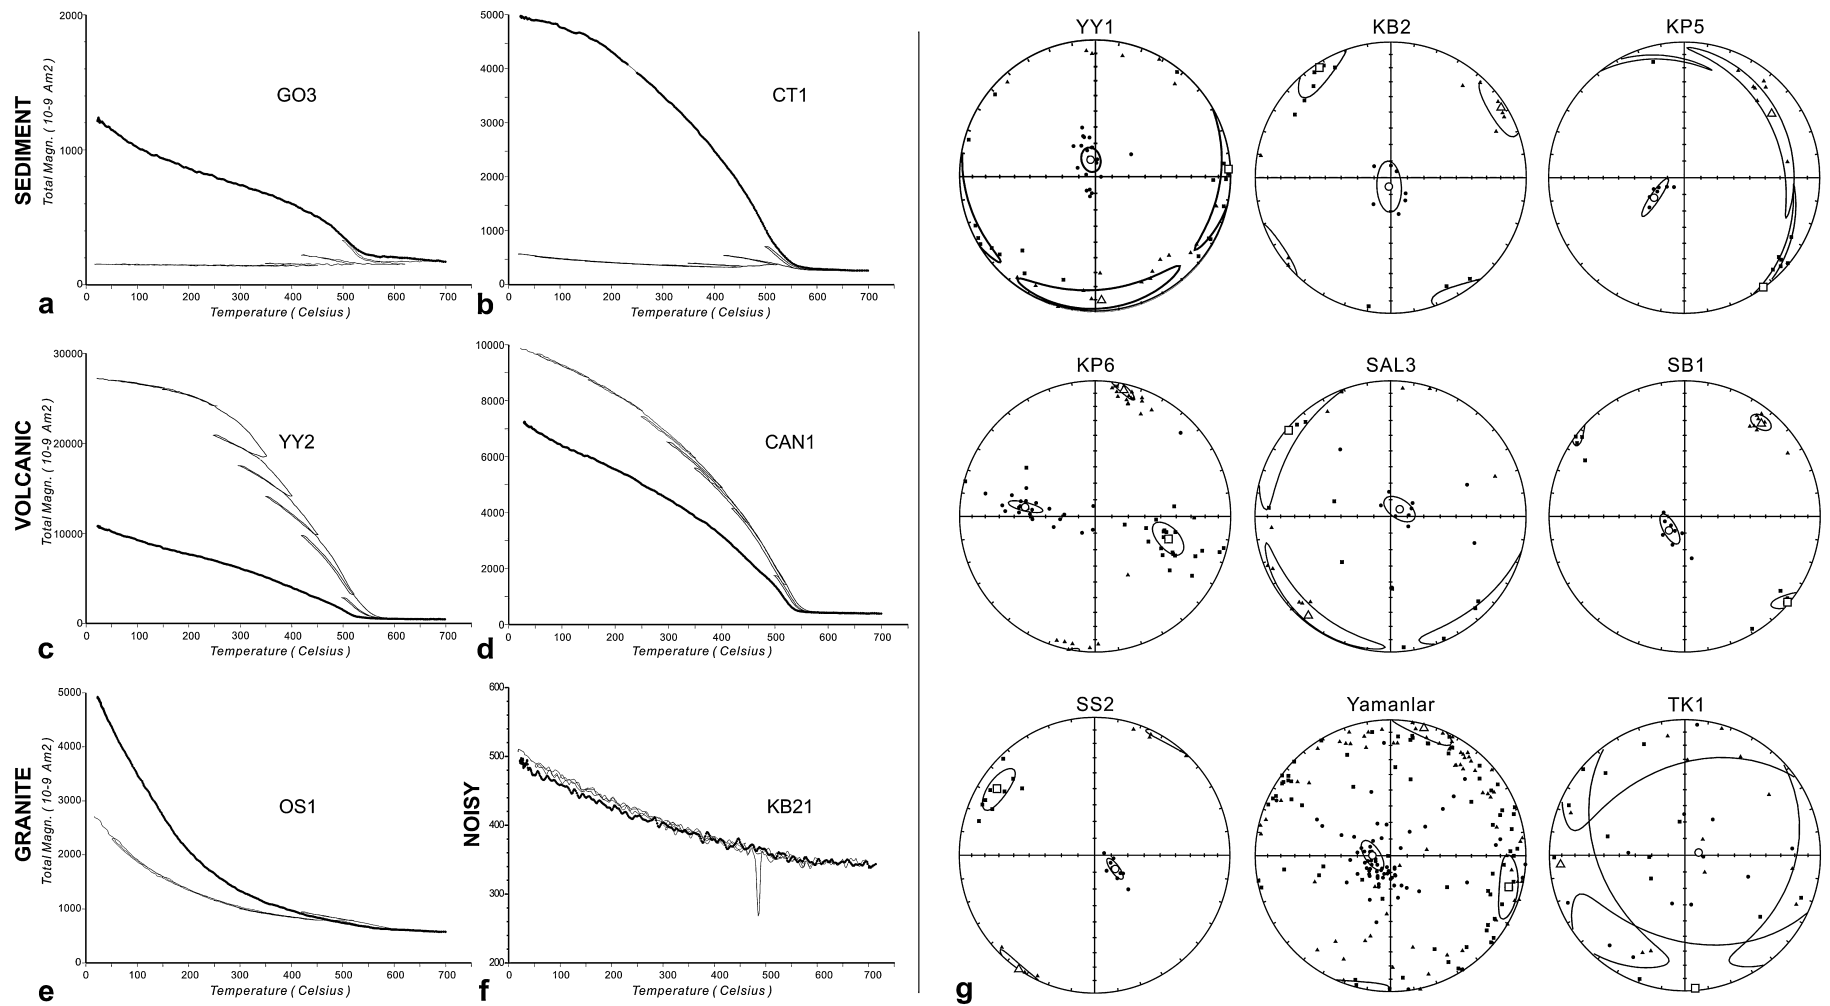 SEDIMENT
Total Magn. ( 10-9 Am2 )
2000
1000
0
GO3
0 100 200 300 400 500 600 700
Temperature ( Celsius )
a
5000
4000
3000
2000
1000
0
CT1
0 100 200 300 400 500 600 700
Temperature ( Celsius )
b
VOLCANIC
Total Magn. ( 10-9 Am2 )
30000
20000
10000
0
YY2
0 100 200 300 400 500 600 700
Temperature ( Celsius )
c
10000
8000
6000
4000
2000
0
CAN1
0 100 200 300 400 500 600 700
Temperature ( Celsius )
d
GRANITE
Total Magn. ( 10-9 Am2 )
5000
4000
3000
2000
1000
0
OS1
0 100 200 300 400 500 600 700
Temperature ( Celsius )
e
NOISY
600
500
400
300
200
KB21
0 100 200 300 400 500 600 700
Temperature ( Celsius )
f
YY1
KB2
KP5
KP6
SAL3
SB1
SS2
Yamanlar
TK1
g